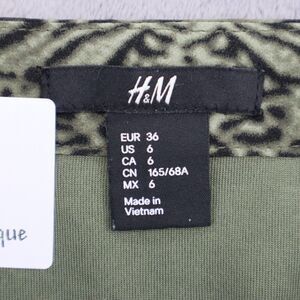 H&M
EUR 36
US 6
CA 6
CN 165/68A
MX 6
Made in
Vietnam
que